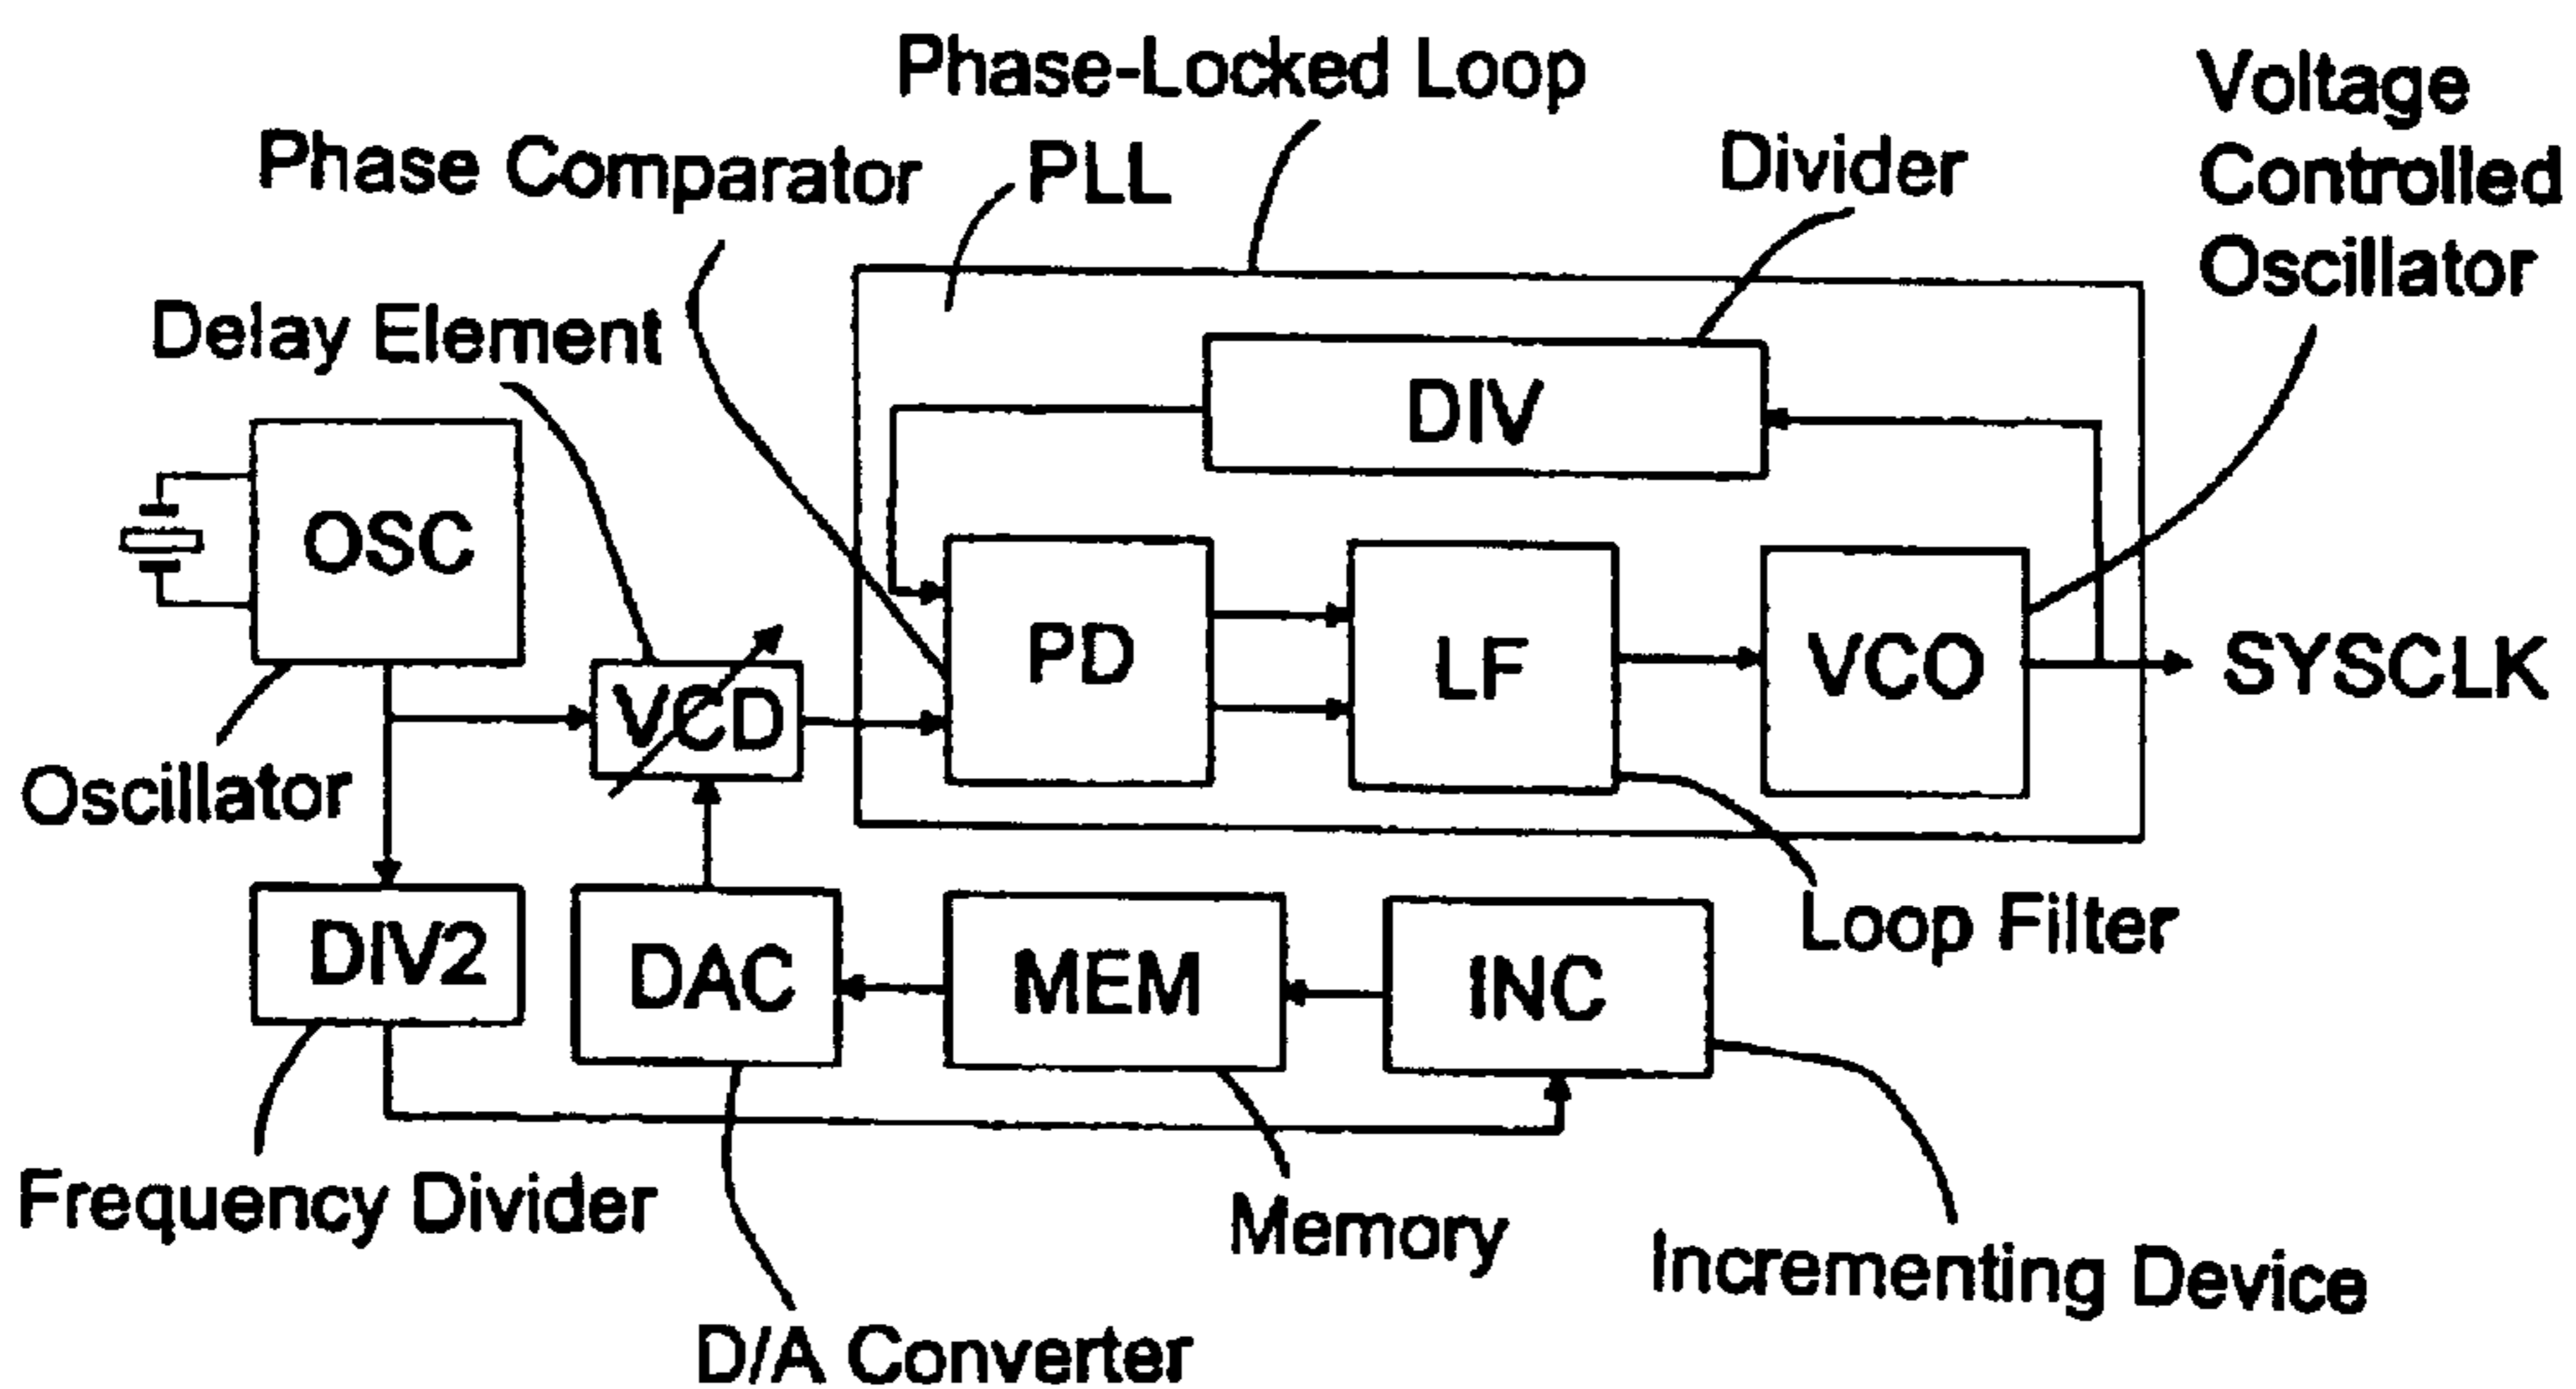 Phase-Locked Loop
Voltage
Controlled
Oscillator
Phase Comparator
PLL
Divider
Delay Element
DIV
OSC
PD
LF
VCO
SYSCLK
VCD
Oscillator
DIV2
DAC
MEM
INC
Loop Filter
Frequency Divider
Memory
Incrementing Device
D/A Converter